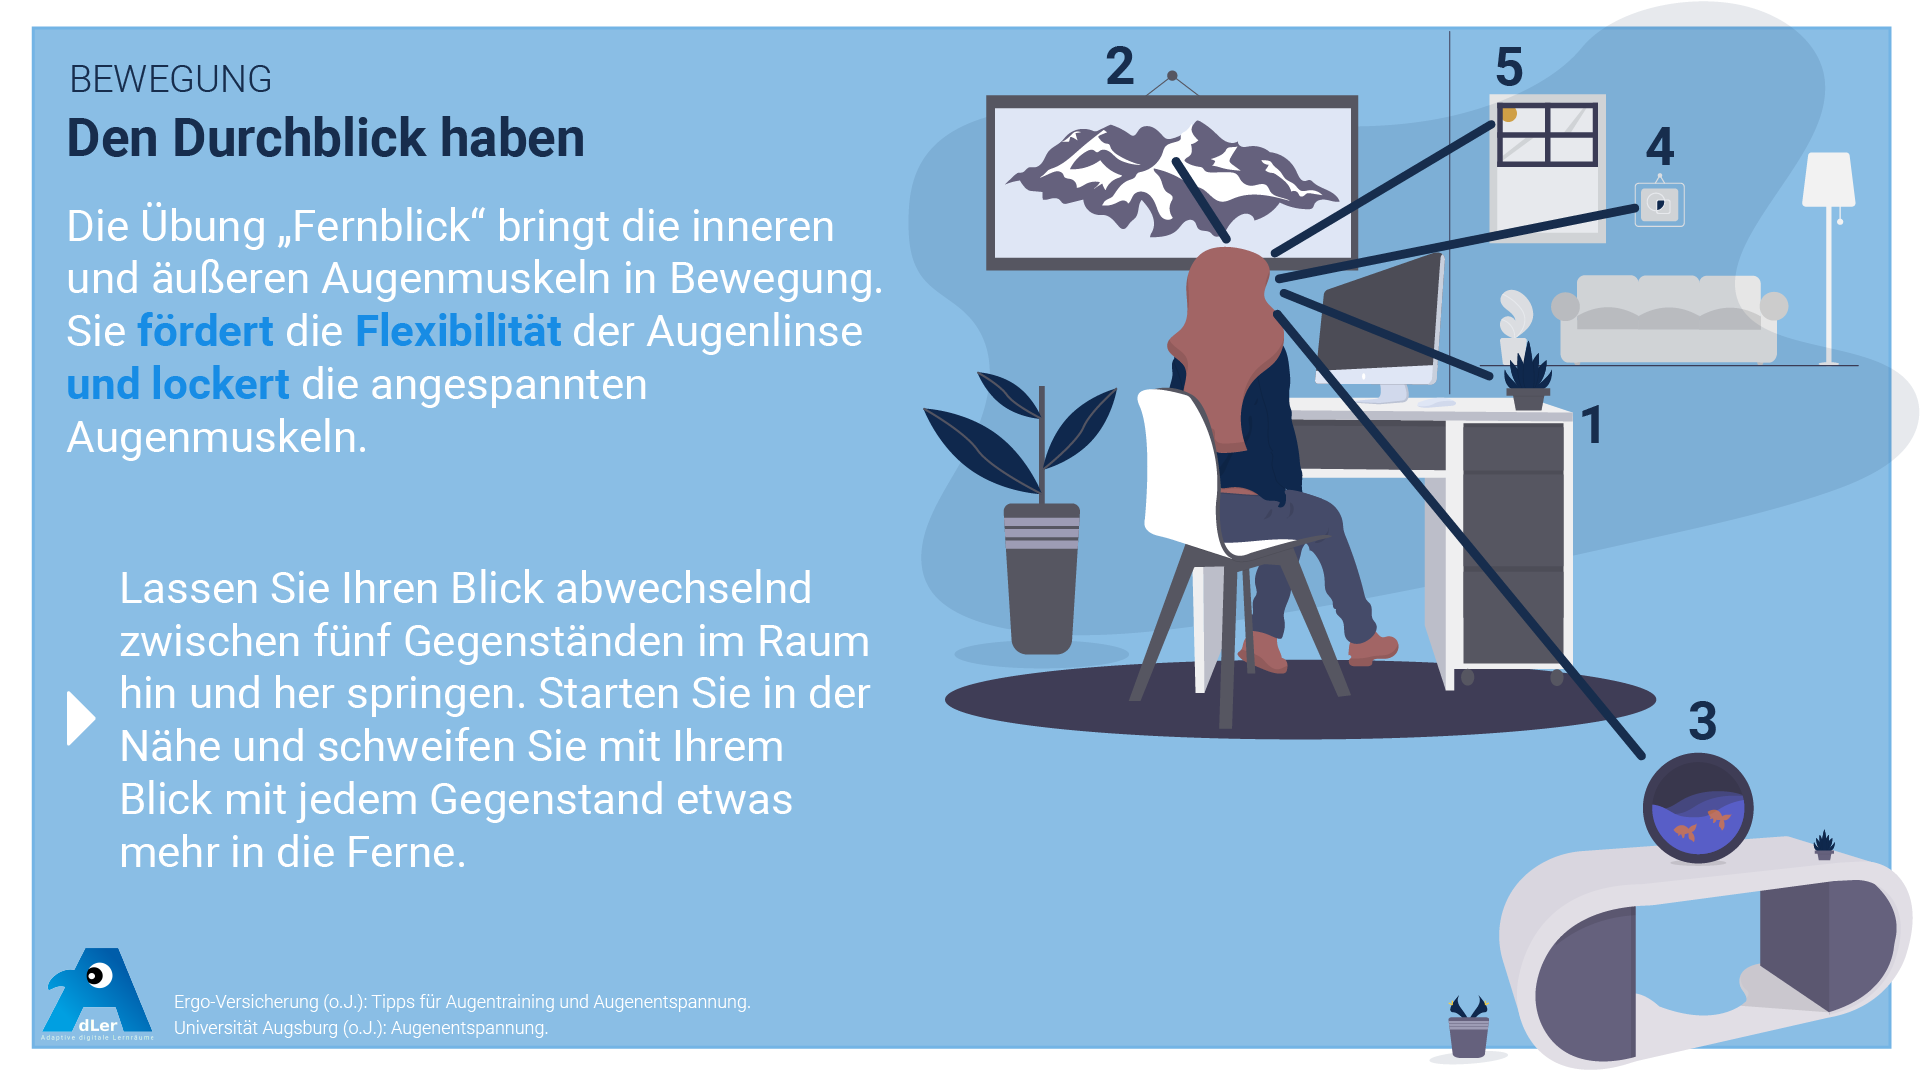 BEWEGUNG
Den Durchblick haben
Die Übung „Fernblick“ bringt die inneren
und äußeren Augenmuskeln in Bewegung.
Sie fördert die Flexibilität der Augenlinse
und lockert die angespannten
Augenmuskeln.
Lassen Sie Ihren Blick abwechselnd
zwischen fünf Gegenständen im Raum
hin und her springen. Starten Sie in der
Nähe und schweifen Sie mit Ihrem
Blick mit jedem Gegenstand etwas
mehr in die Ferne.
2
5
4
1
3
dLer
Adaptive digitale Lernräume
Ergo-Versicherung (o.J.): Tipps für Augentraining und Augenentspannung.
Universität Augsburg (o.J.): Augenentspannung.